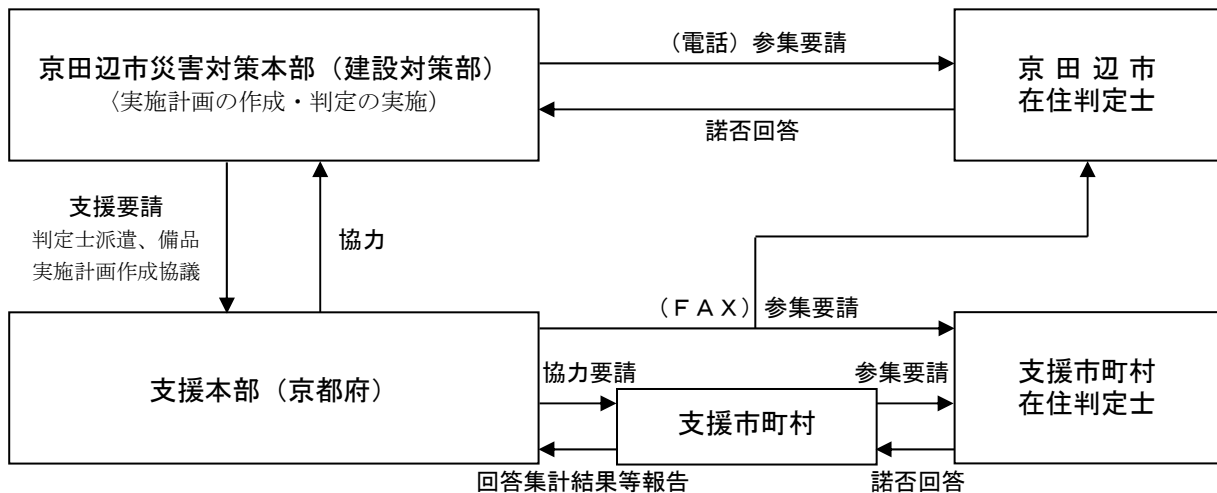 京田辺市災害対策本部（建設対策部）
〈実施計画の作成・判定の実施）
（電話）参集要請
諾否回答
京田辺市
在住判定士
支援要請
判定士派遣、備品
実施計画作成協議
協力
（ＦＡＸ）参集要請
支援本部（京都府）
協力要請
支援市町村
参集要請
支援市町村
在住判定士
回答集計結果等報告
諾否回答